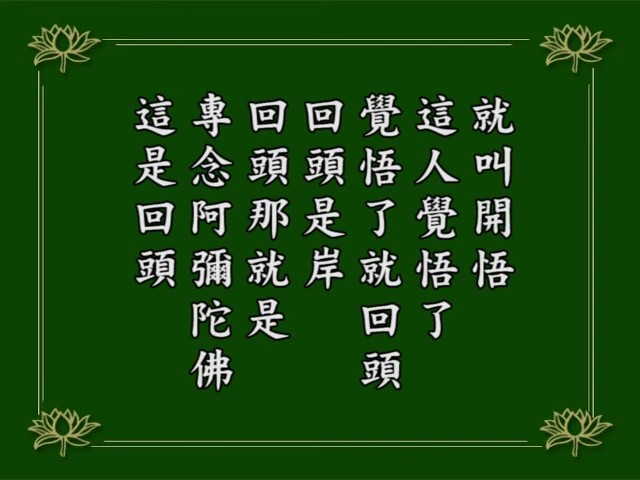 就叫開悟
這人覺悟了
覺悟了就回頭
回頭是岸
回頭那就是
專念阿彌陀佛
這是回頭